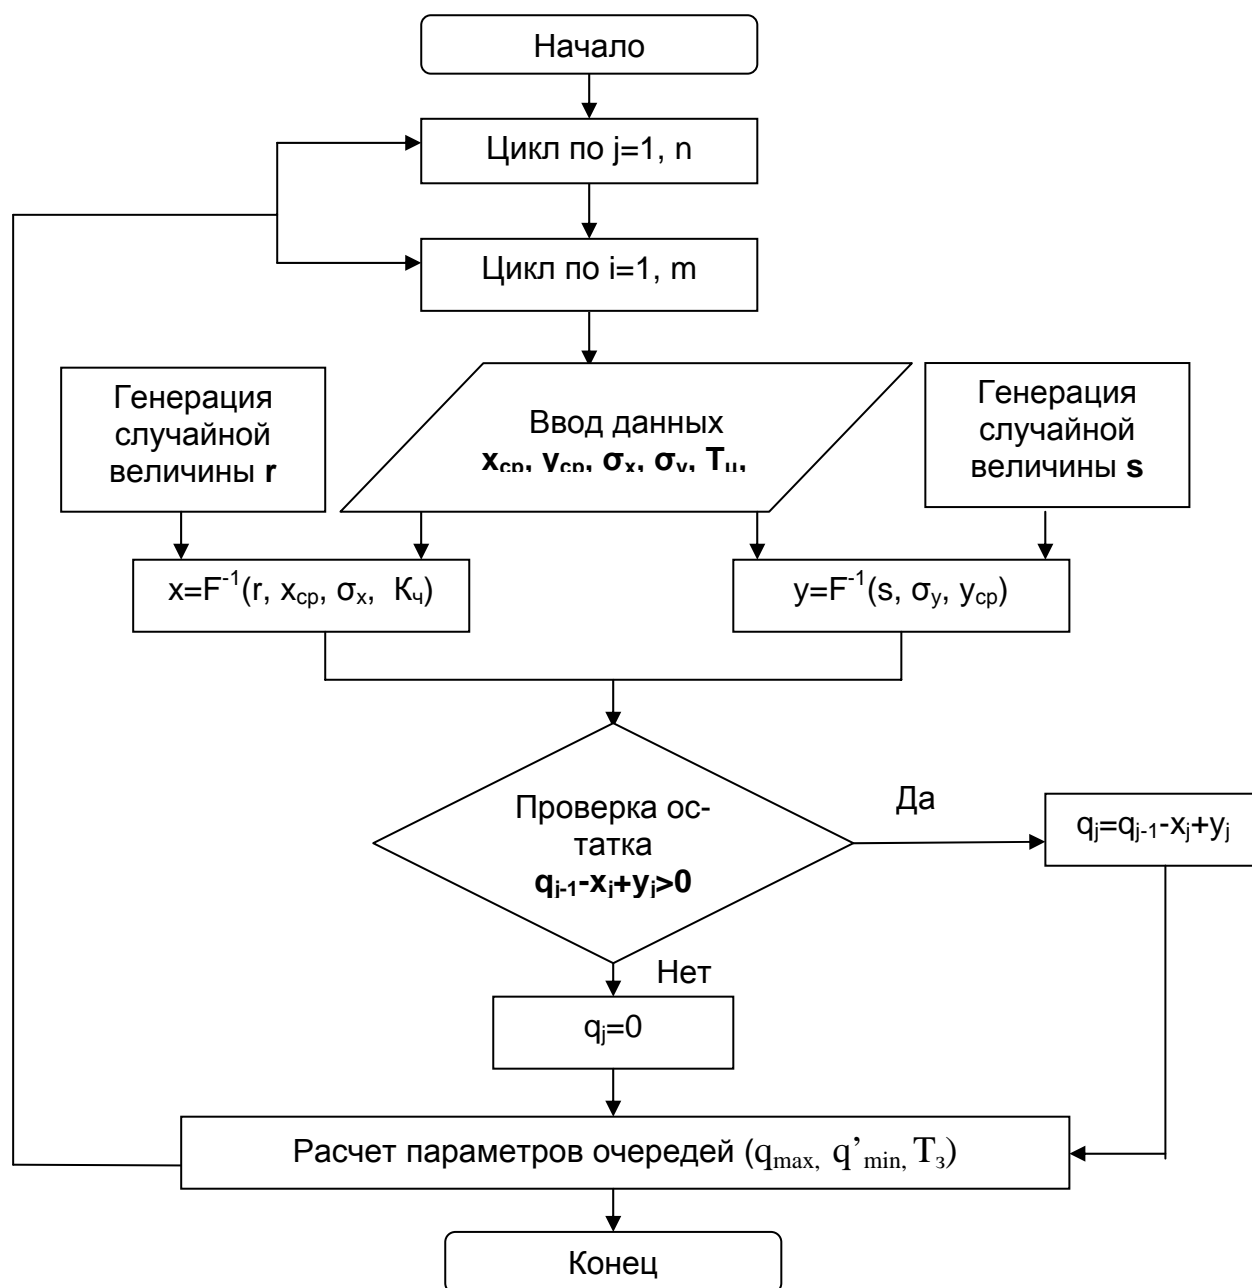 Начало
Цикл по j=1, n
Цикл по i=1, m
Генерация
случайной
величины r
Ввод данных
xср, yср, σx, σy, Tц,
Генерация
случайной
величины s
x=F⁻¹(r, xср, σx, Kч)
y=F⁻¹(s, σy, yср)
Проверка ос-
татка
qj-1-xj+yj>0
Да
qj=qj-1-xj+yj
Нет
qj=0
Расчет параметров очередей (qmax, q’min, Tз)
Конец